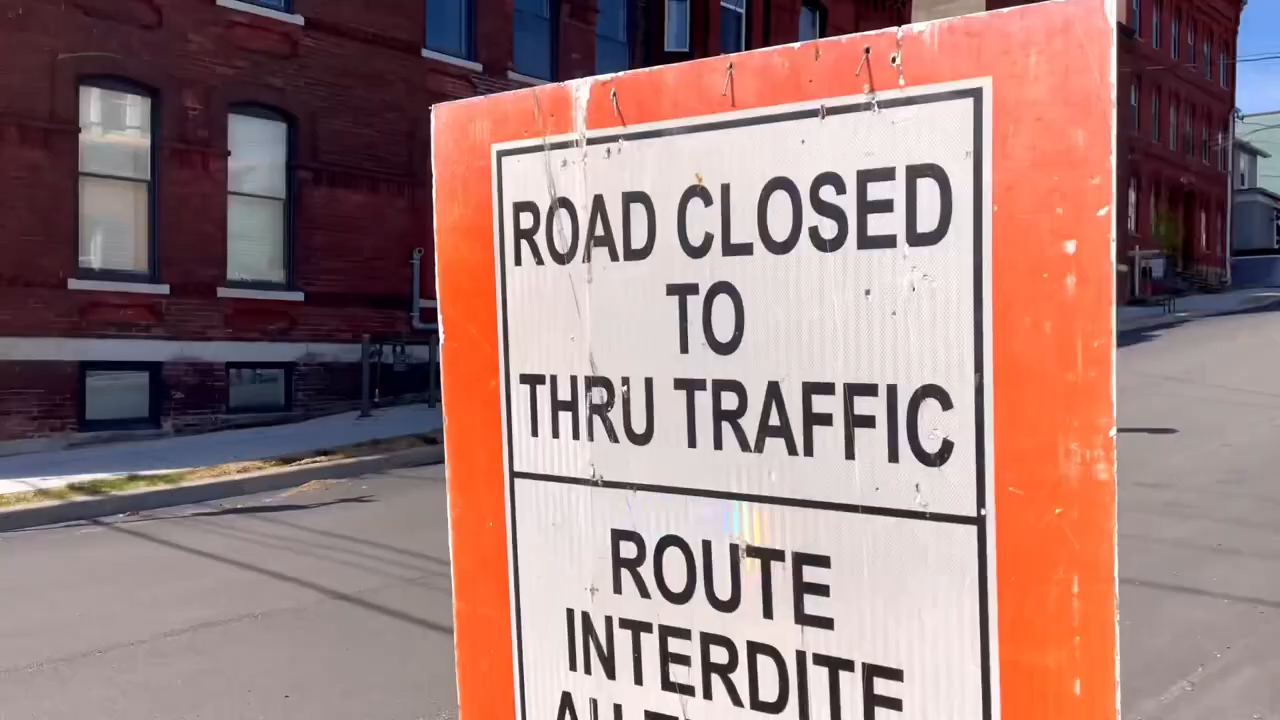 ROAD CLOSED
TO
THRU TRAFFIC
ROUTE
INTERDITE